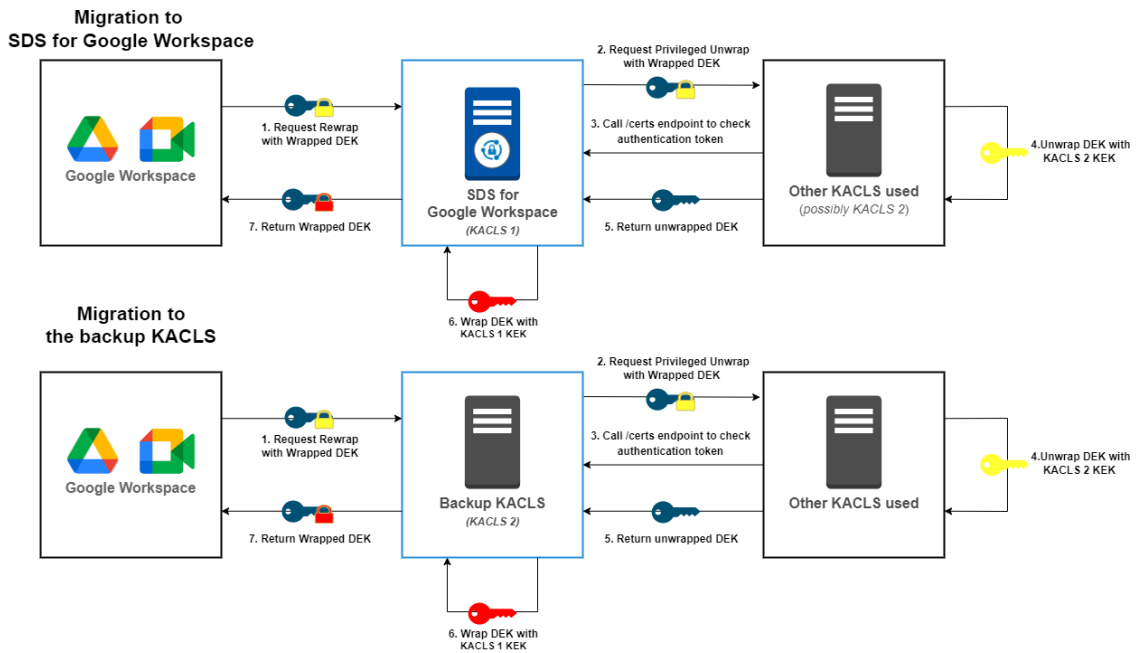 Migration to
SDS for Google Workspace
Google Workspace
1. Request Rewrap
with Wrapped DEK
7. Return Wrapped DEK
SDS for
Google Workspace
(KACLS 1)
6. Wrap DEK with
KACLS 1 KEK
2. Request Privileged Unwrap
with Wrapped DEK
3. Call /certs endpoint to check
authentication token
5. Return unwrapped DEK
Other KACLS used
(possibly KACLS 2)
4.Unwrap DEK with
KACLS 2 KEK
Migration to
the backup KACLS
Google Workspace
1. Request Rewrap
with Wrapped DEK
7. Return Wrapped DEK
Backup KACLS
(KACLS 2)
6. Wrap DEK with
KACLS 1 KEK
2. Request Privileged Unwrap
with Wrapped DEK
3. Call /certs endpoint to check
authentication token
5. Return unwrapped DEK
Other KACLS used
4.Unwrap DEK with
KACLS 2 KEK